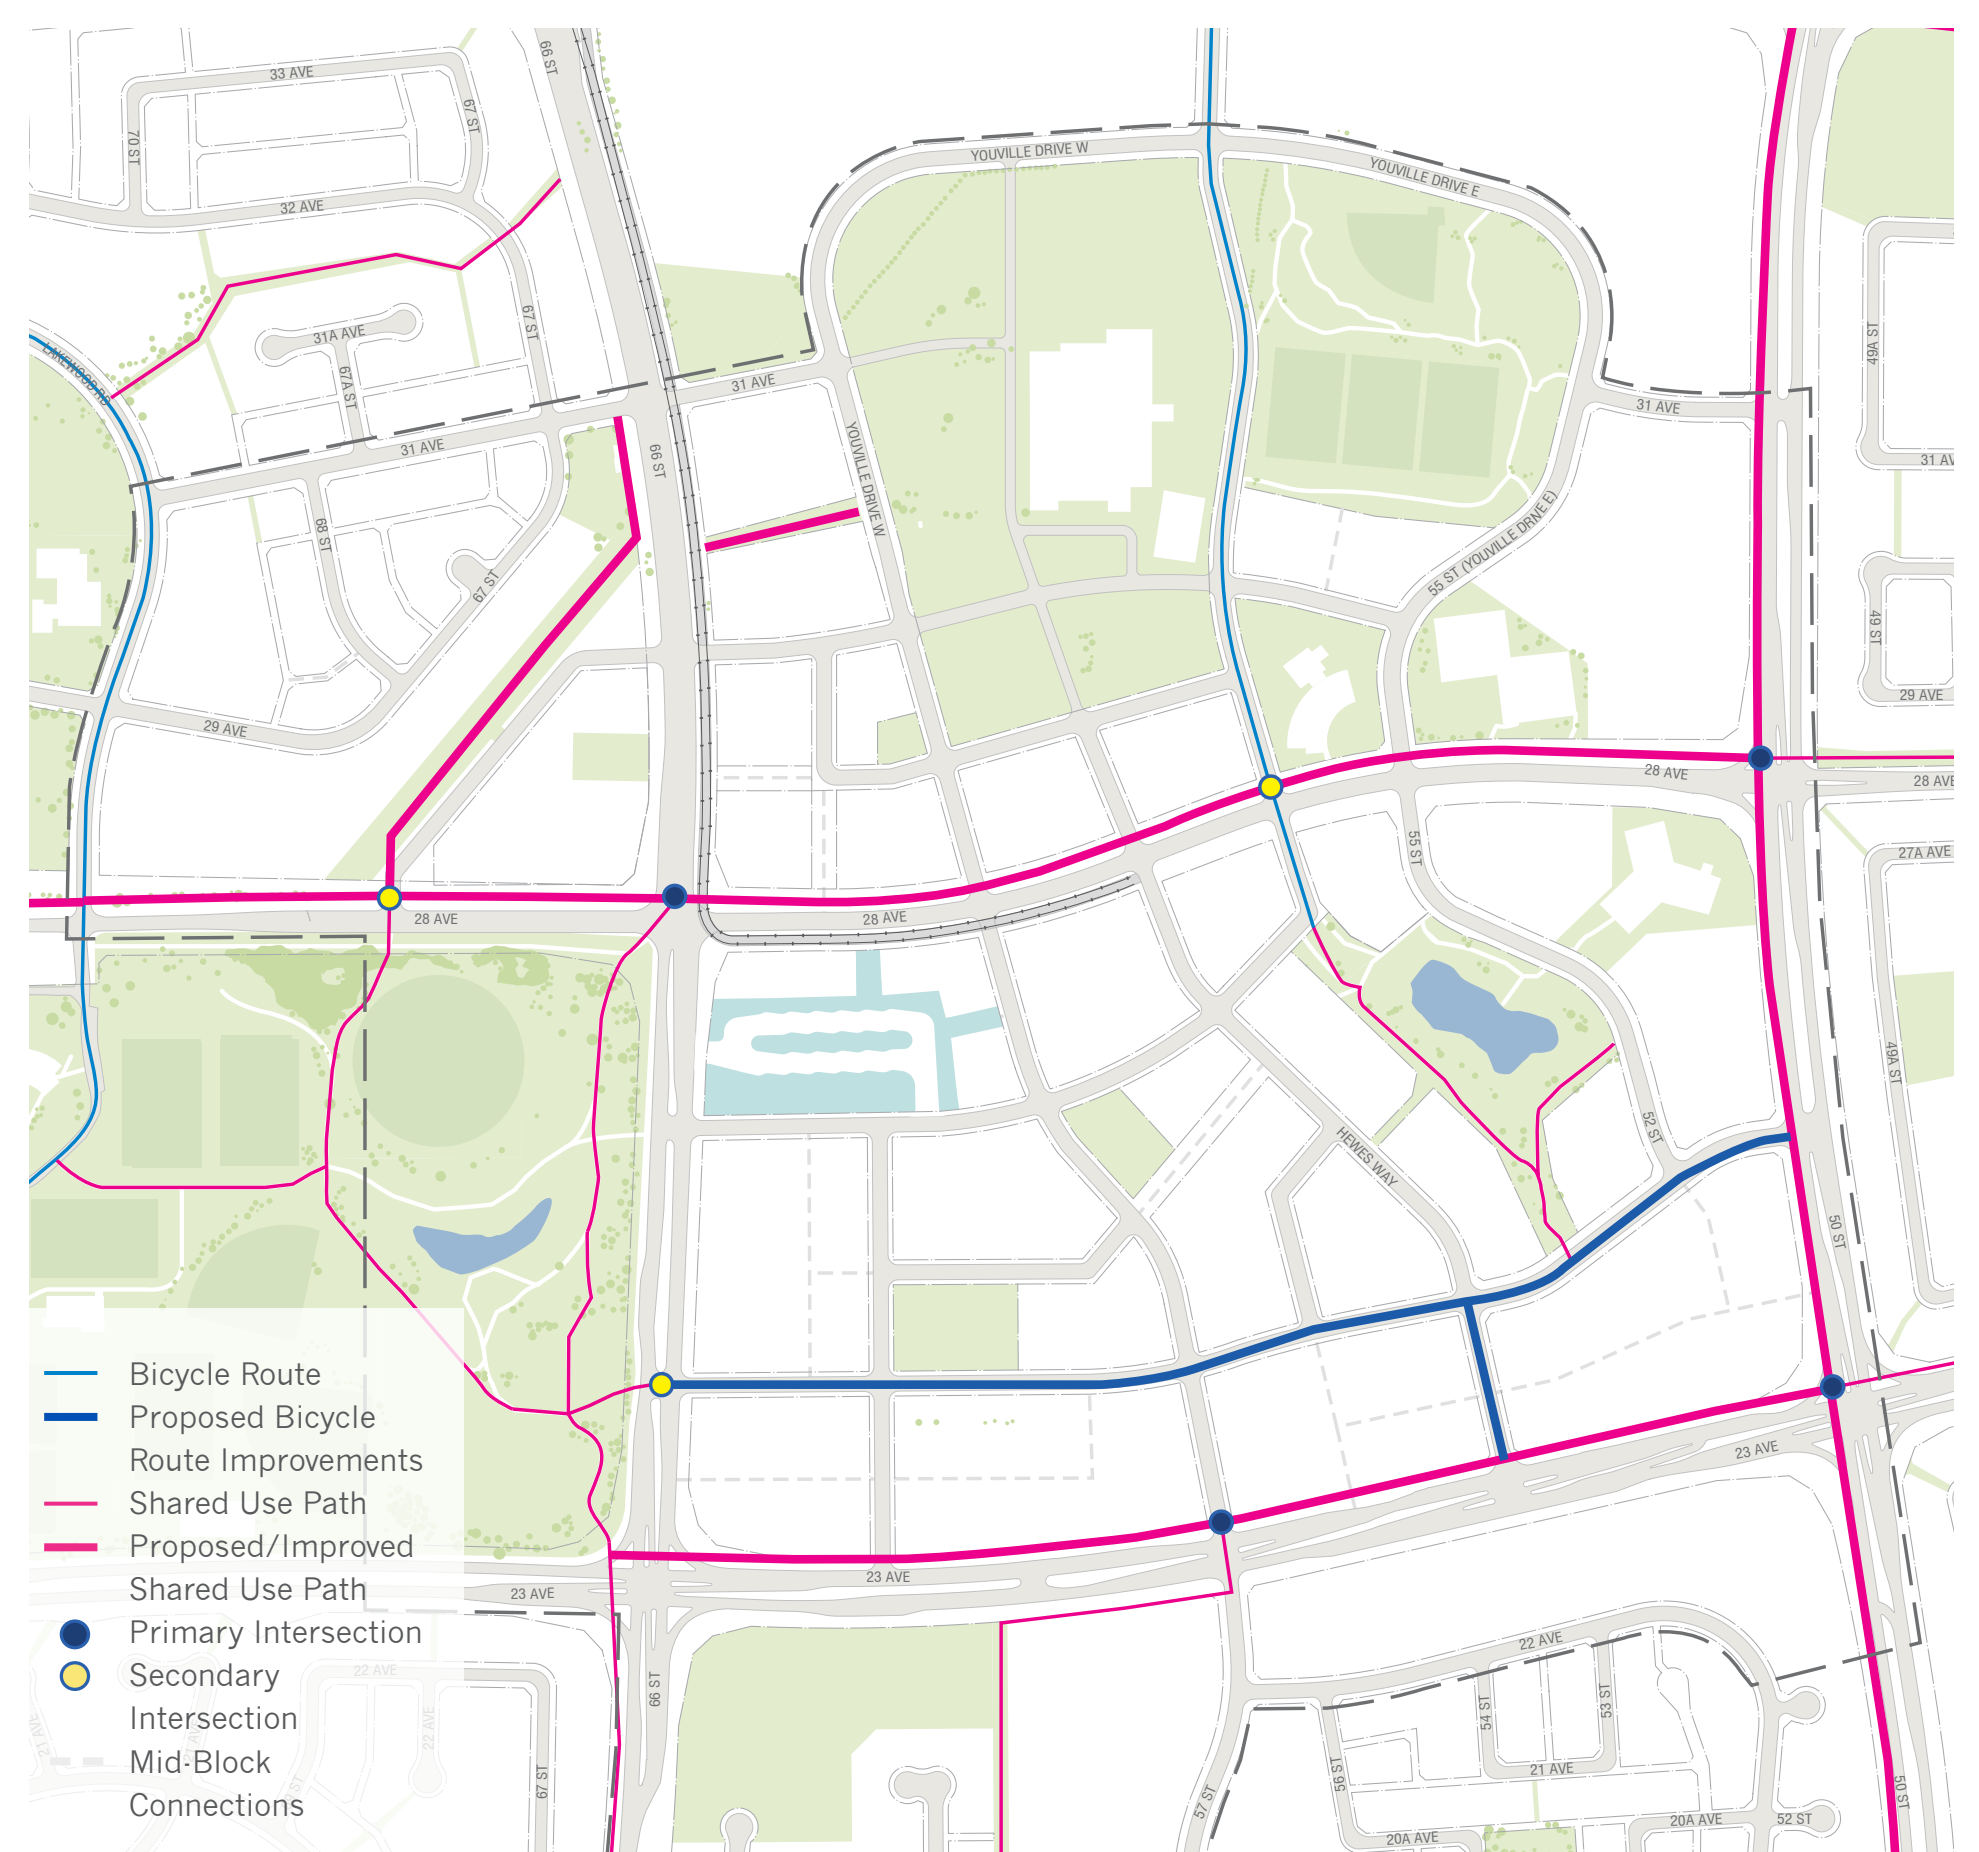 66 ST
33 AVE
67 ST
70 ST
YOUVILLE DRIVE W
YOUVILLE DRIVE E
32 AVE
67 ST
31A AVE
49A ST
LAKEWOOD RD
67A ST
31 AVE
31 AVE
31 AVE
66 ST
YOUVILLE DRIVE W
31 AV
68 ST
55 ST (YOUVILLE DRIVE E)
67 ST
49 ST
29 AVE
29 AVE
28 AVE
28 AVE
55 ST
27A AVE
28 AVE
28 AVE
49A ST
52 ST
HEWES WAY
50 ST
Bicycle Route
Proposed Bicycle
Route Improvements
23 AVE
Shared Use Path
Proposed/Improved
Shared Use Path
23 AVE
23 AVE
Primary Intersection
22 AVE
Secondary
22 AVE
66 ST
Intersection
54 ST
53 ST
21 AVE
21 AVE
22 AVE
Mid-Block
Connections
67 ST
57 ST
56 ST
21 AVE
50 ST
20A AVE
52 ST
20A AVE